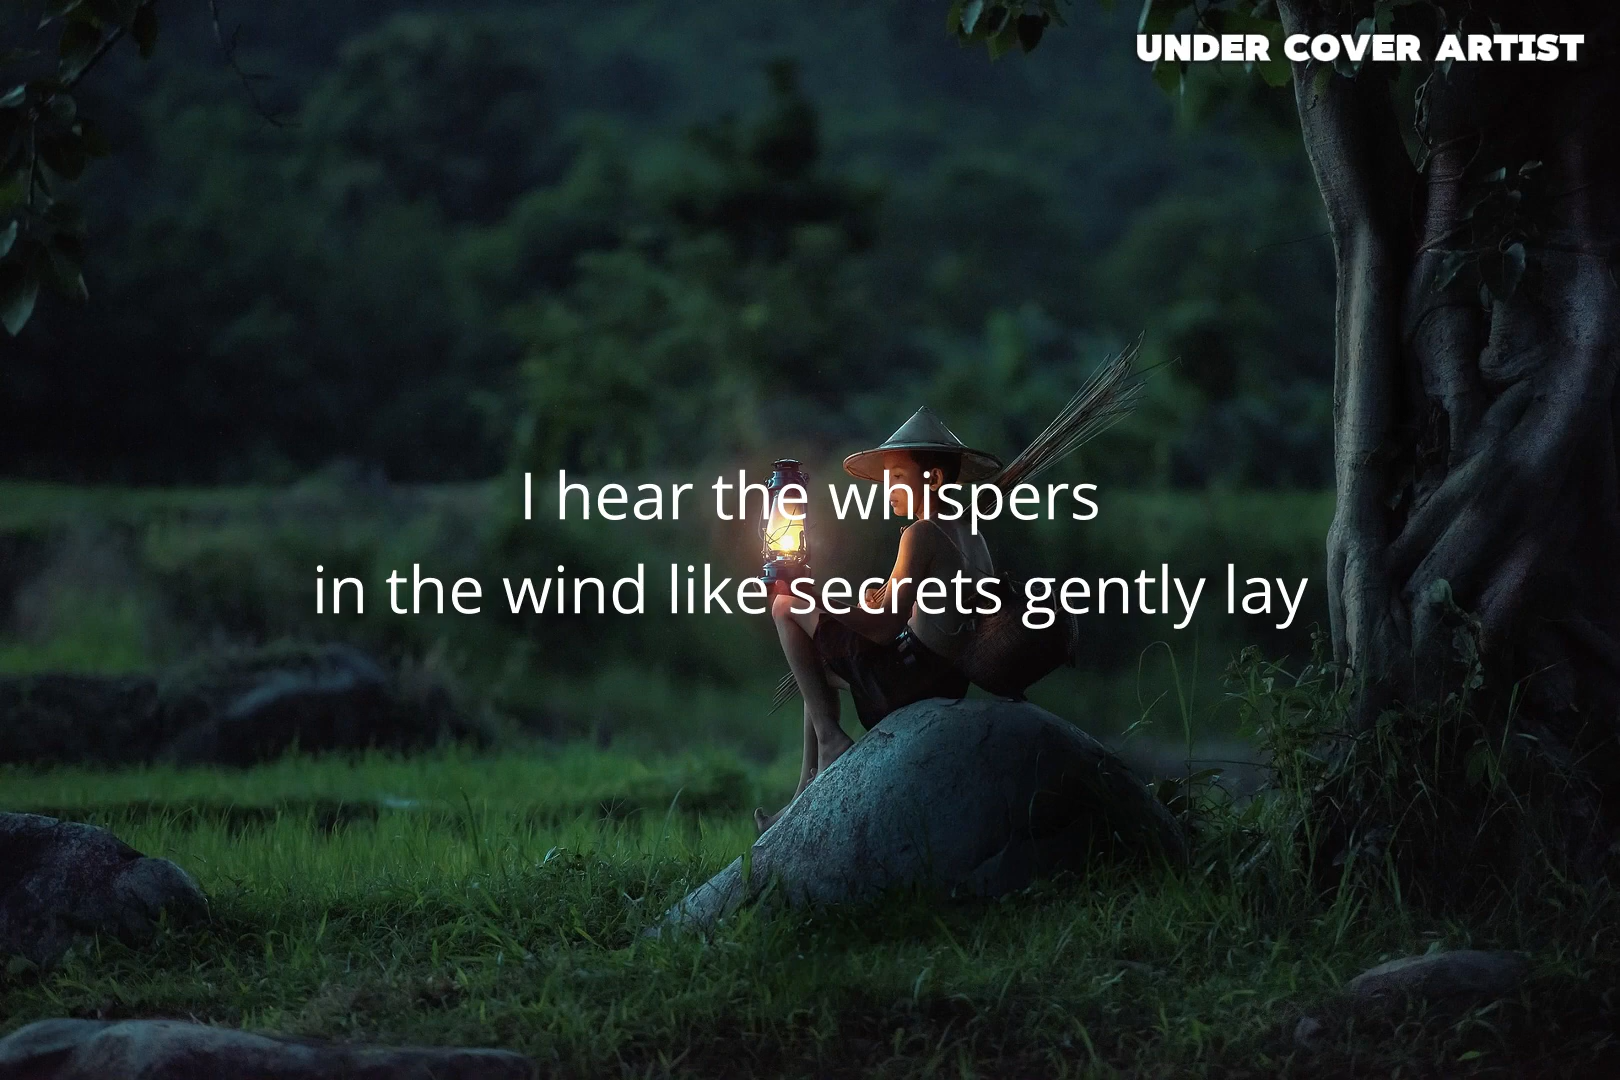 UNDER COVER ARTIST
I hear the whispers
in the wind like secrets gently lay